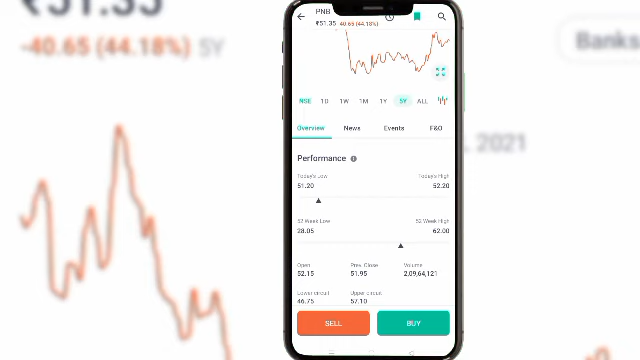 ₹51.35
-40.65 (44.18%) 5Y
Banks
2021
PNB
₹51.35 -40.65 (44.18%)
NSE 1D 1W 1M 1Y 5Y ALL
Overview News Events F&O
Performance
Today's Low Today's High
51.20 52.20
52 Week Low 52 Week High
28.05 62.00
Open Prev. Close Volume
52.15 51.95 2,09,64,121
Lower circuit Upper circuit
46.75 57.10
SELL BUY